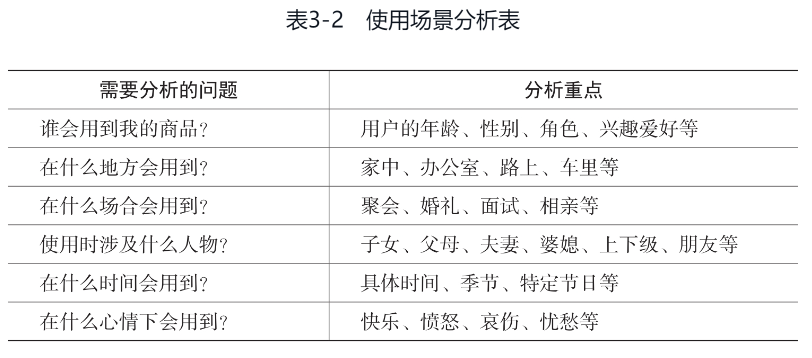 表3-2 使用场景分析表
需要分析的问题 分析重点
谁会用到我的商品? 用户的年龄、性别、角色、兴趣爱好等
在什么地方会用到? 家中、办公室、路上、车里等
在什么场合会用到? 聚会、婚礼、面试、相亲等
使用时涉及什么人物? 子女、父母、夫妻、婆媳、上下级、朋友等
在什么时间会用到? 具体时间、季节、特定节日等
在什么心情下会用到? 快乐、愤怒、哀伤、忧愁等